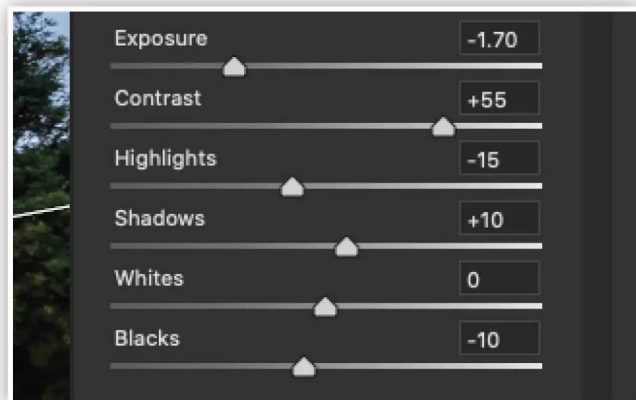 Exposure -1.70
Contrast +55
Highlights -15
Shadows +10
Whites 0
Blacks -10